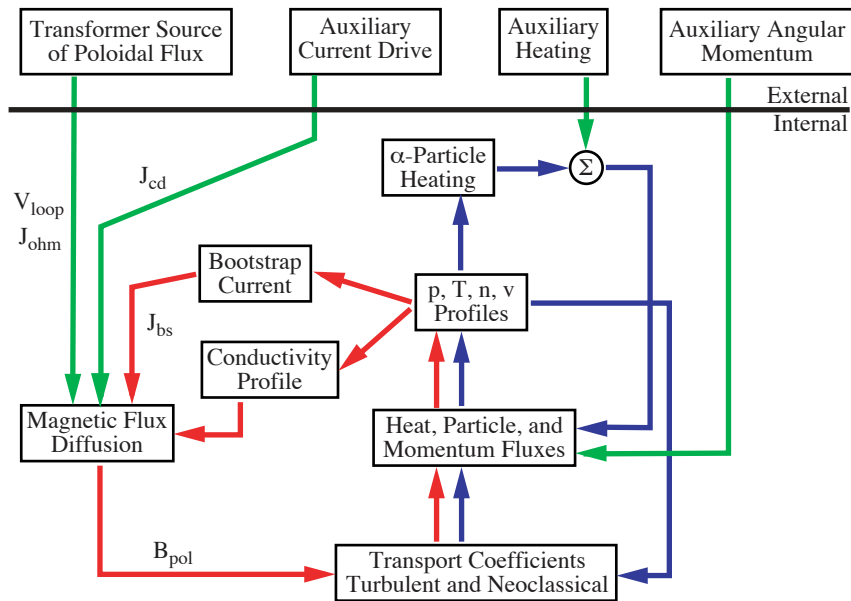 Transformer Source
of Poloidal Flux
Auxiliary
Current Drive
Auxiliary
Heating
Auxiliary Angular
Momentum
External
Internal
α-Particle
Heating
Σ
J_cd
V_loop
J_ohm
Bootstrap
Current
p, T, n, v
Profiles
J_bs
Conductivity
Profile
Magnetic Flux
Diffusion
Heat, Particle, and
Momentum Fluxes
B_pol
Transport Coefficients
Turbulent and Neoclassical